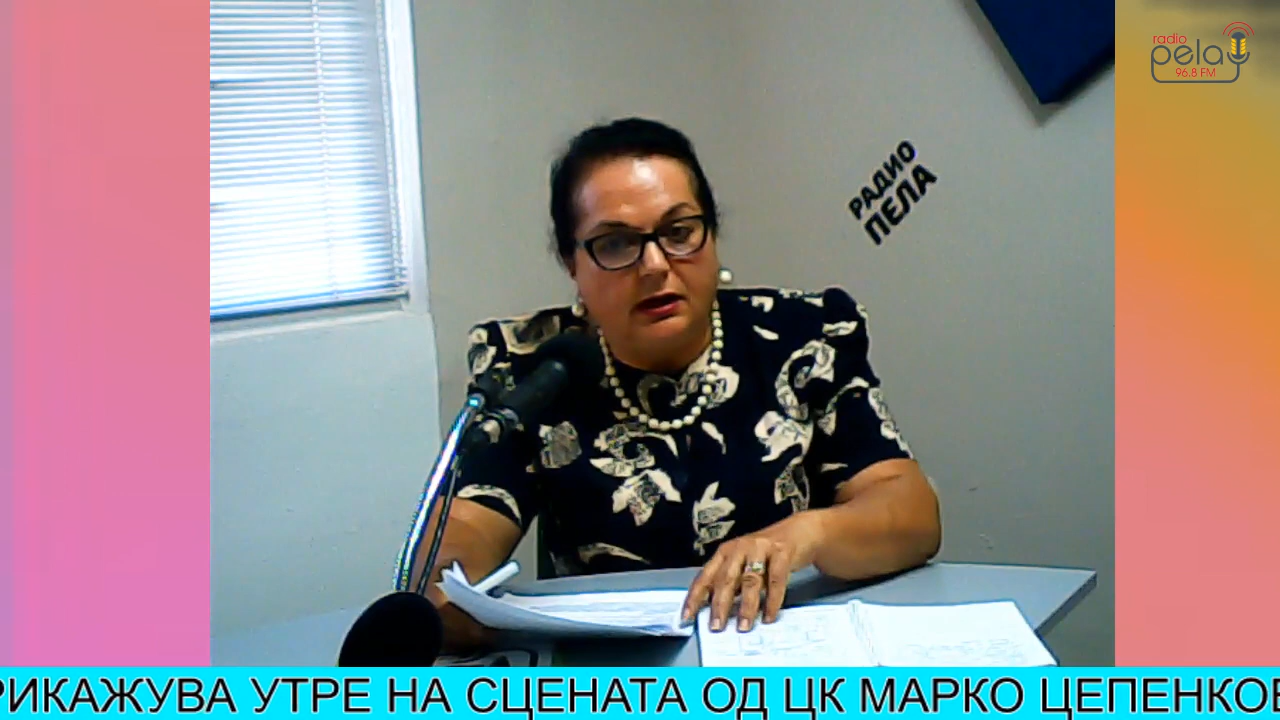 radio
pela
96.8 FM
РАДИО
ПЕЛА
РИКАЖУВА УТРЕ НА СЦЕНАТА ОД ЦК МАРКО ЦЕПЕНКОВ